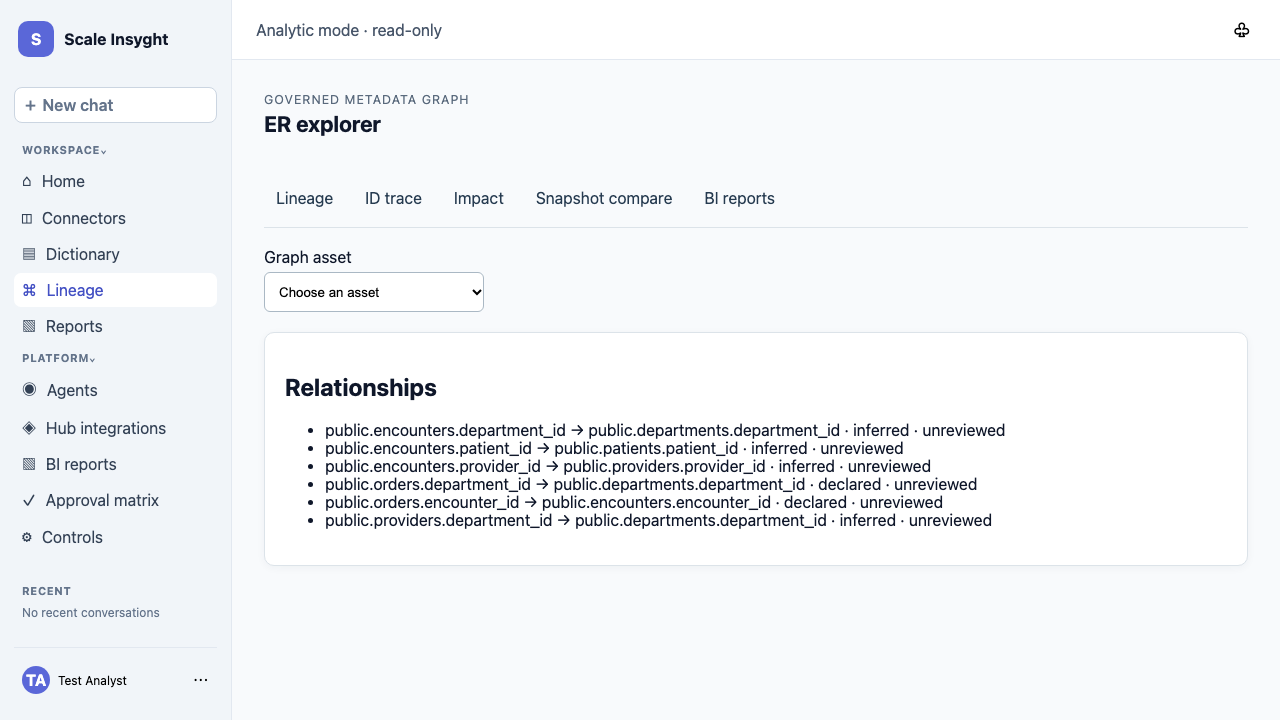 S Scale Insyght
Analytic mode · read-only
+ New chat
WORKSPACE
Home
Connectors
Dictionary
Lineage
Reports
PLATFORM
Agents
Hub integrations
BI reports
Approval matrix
Controls
RECENT
No recent conversations
TA Test Analyst ...
GOVERNED METADATA GRAPH
ER explorer
Lineage ID trace Impact Snapshot compare BI reports
Graph asset
Choose an asset
Relationships
• public.encounters.department_id → public.departments.department_id · inferred · unreviewed
• public.encounters.patient_id → public.patients.patient_id · inferred · unreviewed
• public.encounters.provider_id → public.providers.provider_id · inferred · unreviewed
• public.orders.department_id → public.departments.department_id · declared · unreviewed
• public.orders.encounter_id → public.encounters.encounter_id · declared · unreviewed
• public.providers.department_id → public.departments.department_id · inferred · unreviewed